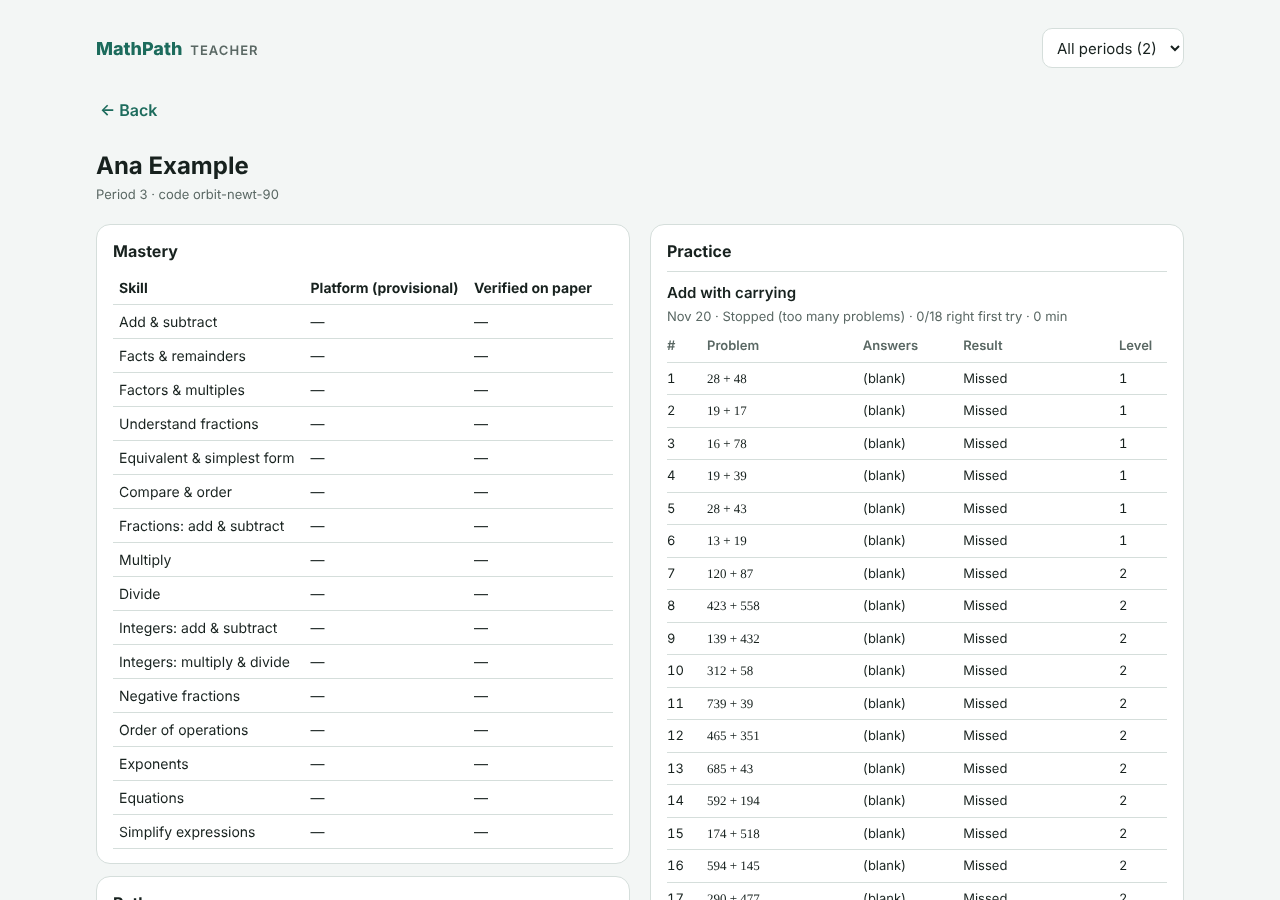 MathPath TEACHER
All periods (2)
← Back
Ana Example
Period 3 · code orbit-newt-90
Mastery
Skill Platform (provisional) Verified on paper
Add & subtract — —
Facts & remainders — —
Factors & multiples — —
Understand fractions — —
Equivalent & simplest form — —
Compare & order — —
Fractions: add & subtract — —
Multiply — —
Divide — —
Integers: add & subtract — —
Integers: multiply & divide — —
Negative fractions — —
Order of operations — —
Exponents — —
Equations — —
Simplify expressions — —
Practice
Add with carrying
Nov 20 · Stopped (too many problems) · 0/18 right first try · 0 min
# Problem Answers Result Level
1 28 + 48 (blank) Missed 1
2 19 + 17 (blank) Missed 1
3 16 + 78 (blank) Missed 1
4 19 + 39 (blank) Missed 1
5 28 + 43 (blank) Missed 1
6 13 + 19 (blank) Missed 1
7 120 + 87 (blank) Missed 2
8 423 + 558 (blank) Missed 2
9 139 + 432 (blank) Missed 2
10 312 + 58 (blank) Missed 2
11 739 + 39 (blank) Missed 2
12 465 + 351 (blank) Missed 2
13 685 + 43 (blank) Missed 2
14 592 + 194 (blank) Missed 2
15 174 + 518 (blank) Missed 2
16 594 + 145 (blank) Missed 2
17 290 + 477 (blank) Missed 2